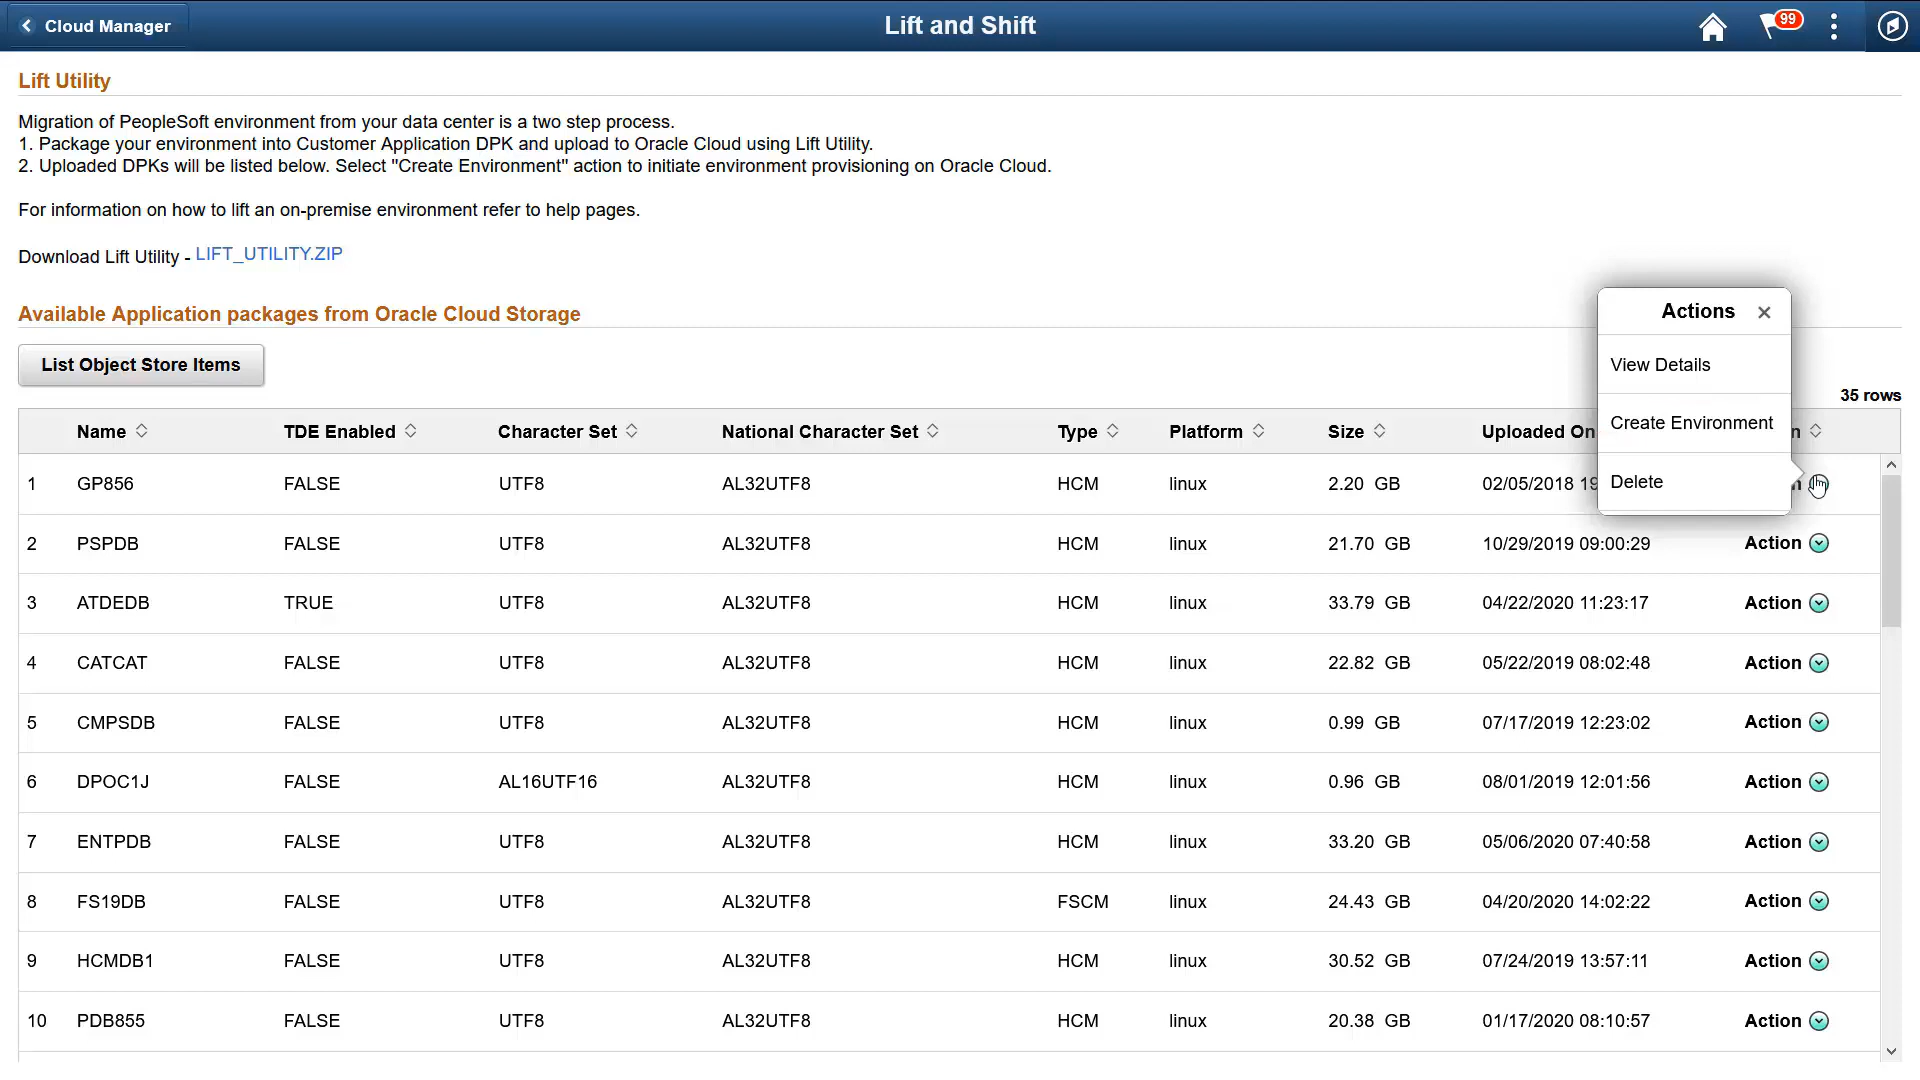 Cloud Manager
Lift and Shift
99
Lift Utility
Migration of PeopleSoft environment from your data center is a two step process.
1. Package your environment into Customer Application DPK and upload to Oracle Cloud using Lift Utility.
2. Uploaded DPKs will be listed below. Select "Create Environment" action to initiate environment provisioning on Oracle Cloud.
For information on how to lift an on-premise environment refer to help pages.
Download Lift Utility - LIFT_UTILITY.ZIP
Available Application packages from Oracle Cloud Storage
List Object Store Items
Actions ×
View Details
Create Environment
Delete
35 rows
Name TDE Enabled Character Set National Character Set Type Platform Size Uploaded On
1 GP856 FALSE UTF8 AL32UTF8 HCM linux 2.20 GB 02/05/2018 19
2 PSPDB FALSE UTF8 AL32UTF8 HCM linux 21.70 GB 10/29/2019 09:00:29 Action
3 ATDEDB TRUE UTF8 AL32UTF8 HCM linux 33.79 GB 04/22/2020 11:23:17 Action
4 CATCAT FALSE UTF8 AL32UTF8 HCM linux 22.82 GB 05/22/2019 08:02:48 Action
5 CMPSDB FALSE UTF8 AL32UTF8 HCM linux 0.99 GB 07/17/2019 12:23:02 Action
6 DPOC1J FALSE AL16UTF16 AL32UTF8 HCM linux 0.96 GB 08/01/2019 12:01:56 Action
7 ENTPDB FALSE UTF8 AL32UTF8 HCM linux 33.20 GB 05/06/2020 07:40:58 Action
8 FS19DB FALSE UTF8 AL32UTF8 FSCM linux 24.43 GB 04/20/2020 14:02:22 Action
9 HCMDB1 FALSE UTF8 AL32UTF8 HCM linux 30.52 GB 07/24/2019 13:57:11 Action
10 PDB855 FALSE UTF8 AL32UTF8 HCM linux 20.38 GB 01/17/2020 08:10:57 Action